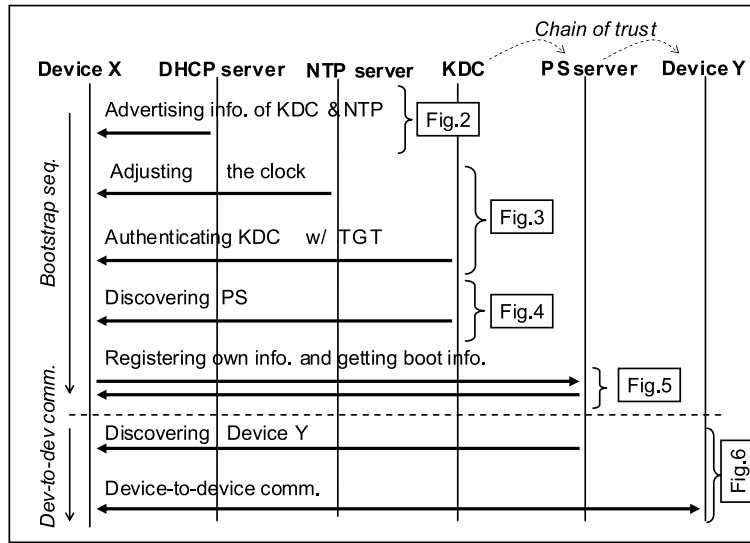 Chain of trust
Device X DHCP server NTP server KDC PS server Device Y
Advertising info. of KDC & NTP
Fig.2
Adjusting the clock
Fig.3
Authenticating KDC w/ TGT
Discovering PS
Fig.4
Registering own info. and getting boot info.
Fig.5
Bootstrap seq.
Discovering Device Y
Fig.6
Device-to-device comm.
Dev-to-dev comm.